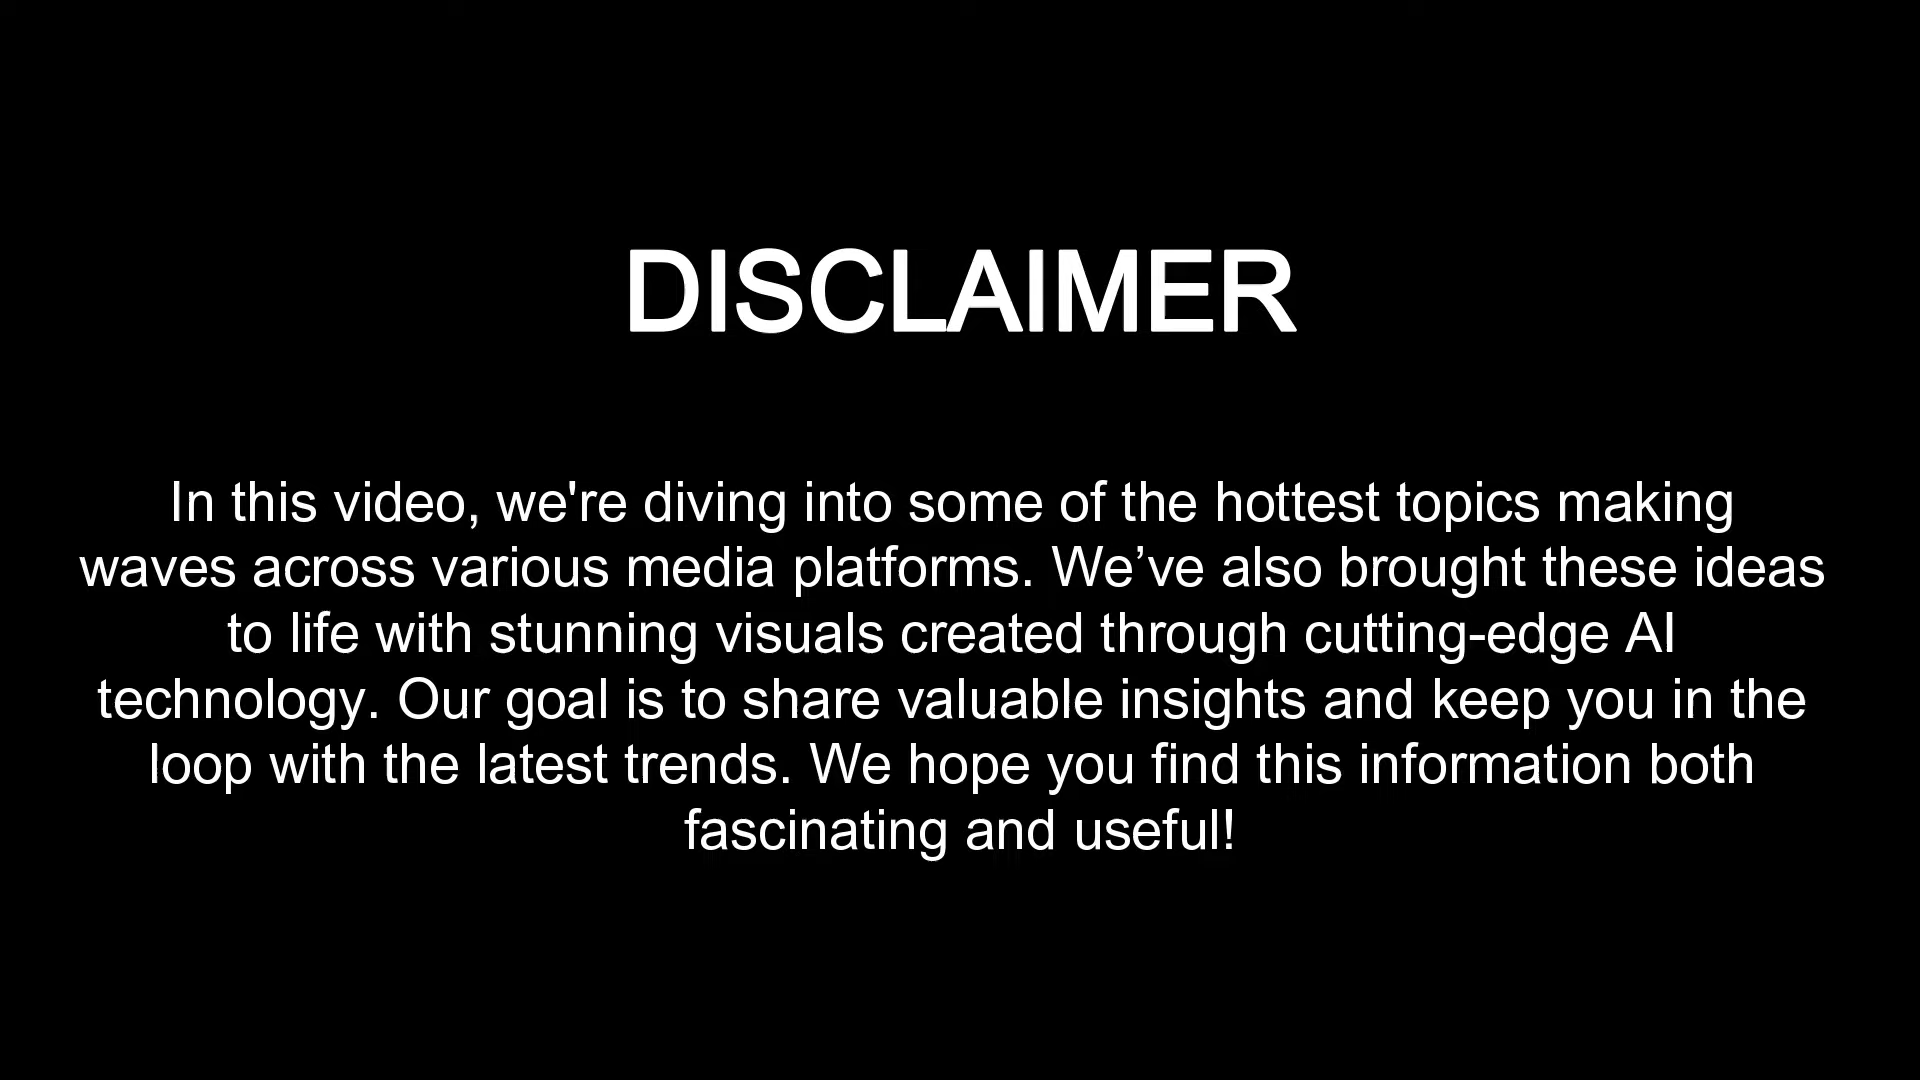 DISCLAIMER
In this video, we're diving into some of the hottest topics making
waves across various media platforms. We’ve also brought these ideas
to life with stunning visuals created through cutting-edge AI
technology. Our goal is to share valuable insights and keep you in the
loop with the latest trends. We hope you find this information both
fascinating and useful!